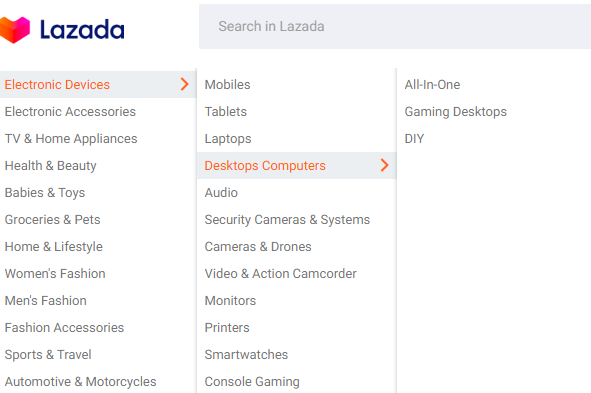 Lazada
Search in Lazada
Electronic Devices
Electronic Accessories
TV & Home Appliances
Health & Beauty
Babies & Toys
Groceries & Pets
Home & Lifestyle
Women's Fashion
Men's Fashion
Fashion Accessories
Sports & Travel
Automotive & Motorcycles
Mobiles
Tablets
Laptops
Desktops Computers
Audio
Security Cameras & Systems
Cameras & Drones
Video & Action Camcorder
Monitors
Printers
Smartwatches
Console Gaming
All-In-One
Gaming Desktops
DIY